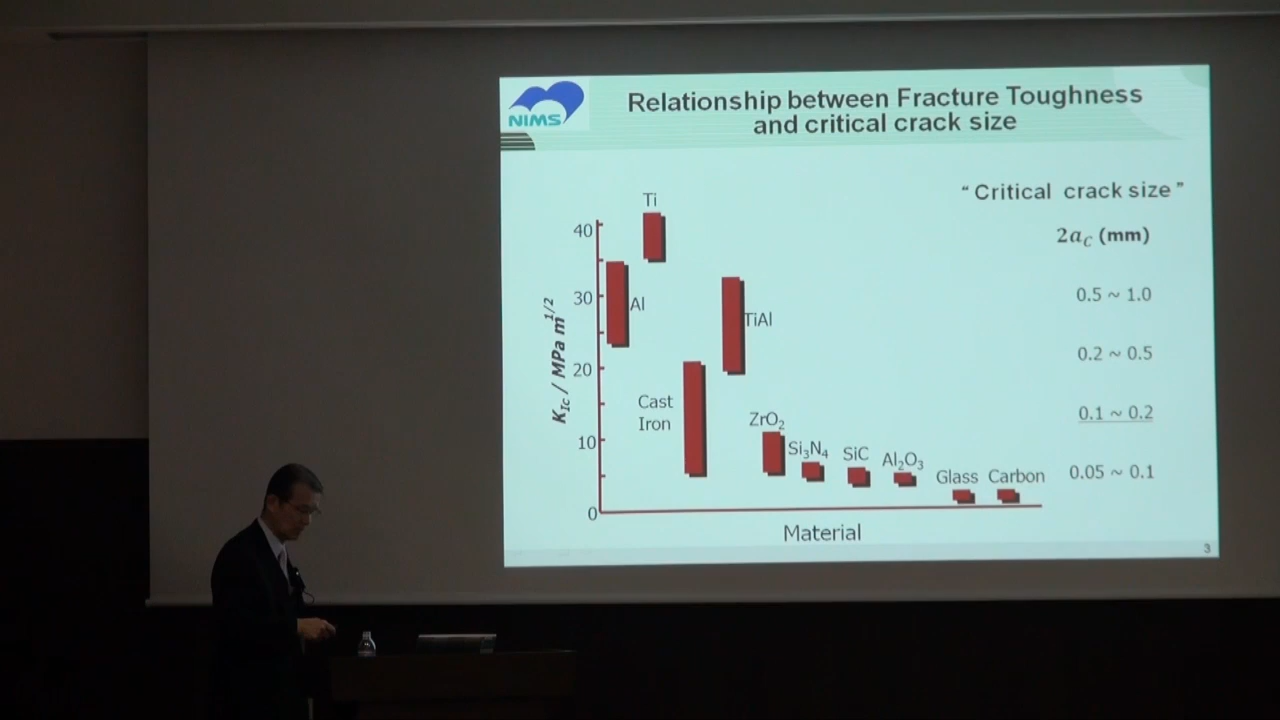 NIMS
Relationship between Fracture Toughness
and critical crack size
“ Critical crack size ”
2a_C (mm)
0.5 ~ 1.0
0.2 ~ 0.5
0.1 ~ 0.2
0.05 ~ 0.1
K_Ic / MPa m^1/2
40
30
20
10
0
Ti
Al
TiAl
Cast
Iron
ZrO₂
Si₃N₄
SiC
Al₂O₃
Glass
Carbon
Material
3